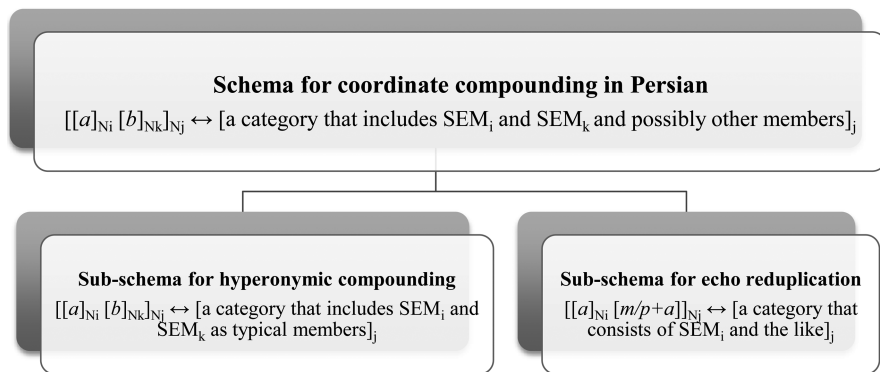 Schema for coordinate compounding in Persian
[[a]Ni [b]Nk]Nj ↔ [a category that includes SEMi and SEMk and possibly other members]j
Sub-schema for hyperonymic compounding
[[a]Ni [b]Nk]Nj ↔ [a category that includes SEMi and
SEMk as typical members]j
Sub-schema for echo reduplication
[[a]Ni [m/p+a]]Nj ↔ [a category that
consists of SEMi and the like]j